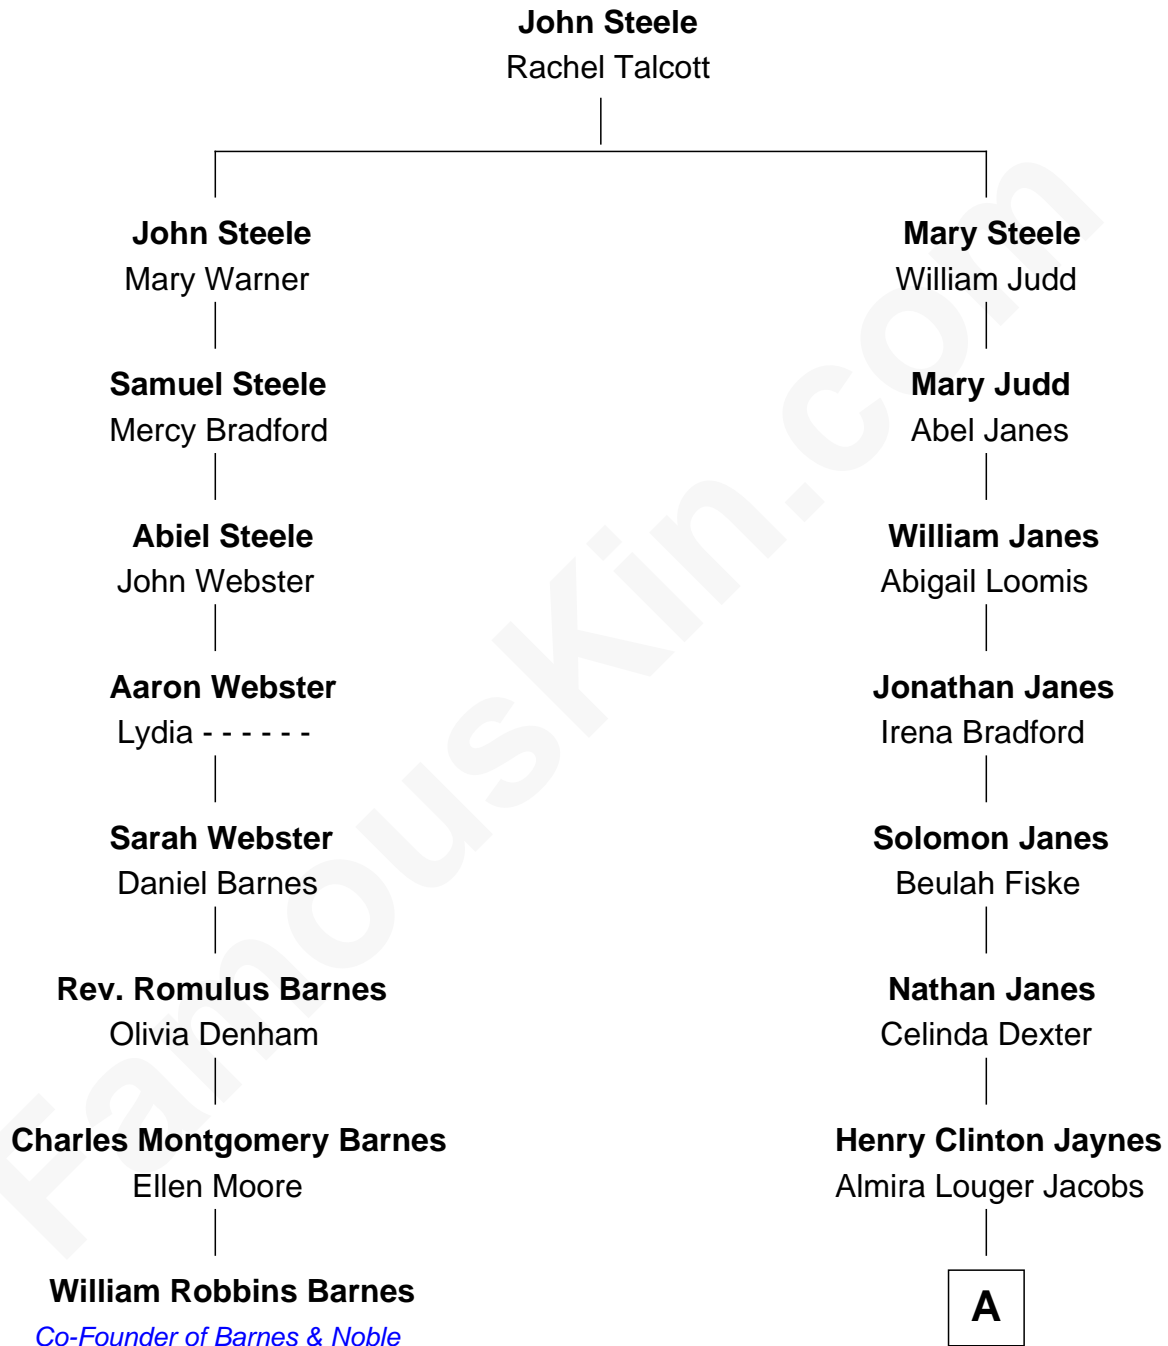 John Steele
Rachel Talcott
John Steele
Mary Warner
Mary Steele
William Judd
Samuel Steele
Mercy Bradford
Mary Judd
Abel Janes
Abiel Steele
John Webster
William Janes
Abigail Loomis
Aaron Webster
Lydia - - - - - -
Jonathan Janes
Irena Bradford
Sarah Webster
Daniel Barnes
Solomon Janes
Beulah Fiske
Rev. Romulus Barnes
Olivia Denham
Nathan Janes
Celinda Dexter
Charles Montgomery Barnes
Ellen Moore
Henry Clinton Jaynes
Almira Louger Jacobs
William Robbins Barnes
Co-Founder of Barnes & Noble
A
FamousKin.com